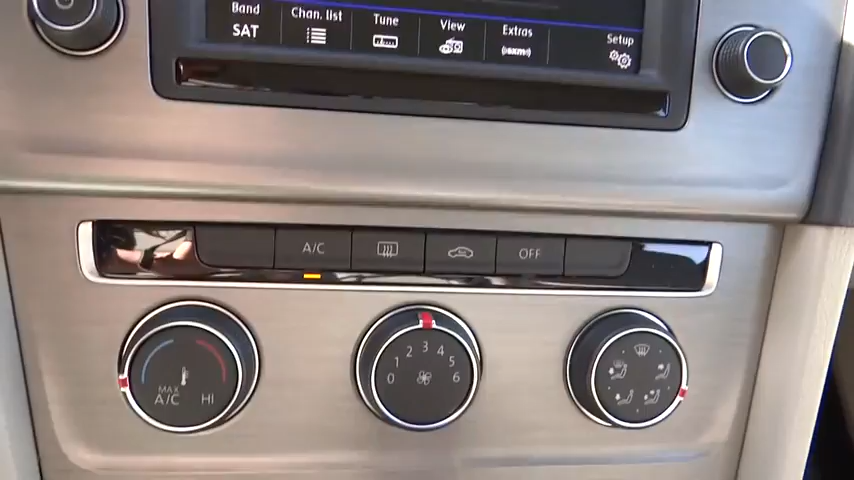 Band Chan. list Tune View Extras Setup
SAT ((sxm))
A/C OFF
MAX
A/C HI
0 1 2 3 4 5 6